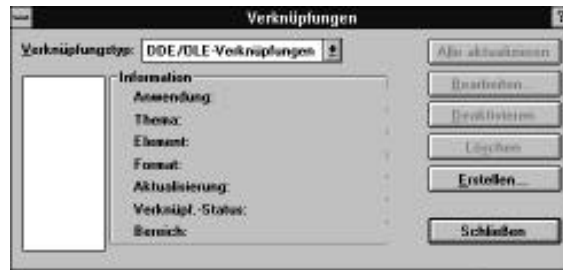 Verknüpfungen ?
Verknüpfungstyp: DDE/OLE-Verknüpfungen
Alle aktualisieren
Bearbeiten...
Deaktivieren
Löschen
Erstellen...
Schließen
Information
Anwendung:
Thema:
Element:
Format:
Aktualisierung:
Verknüpf.-Status:
Bereich: